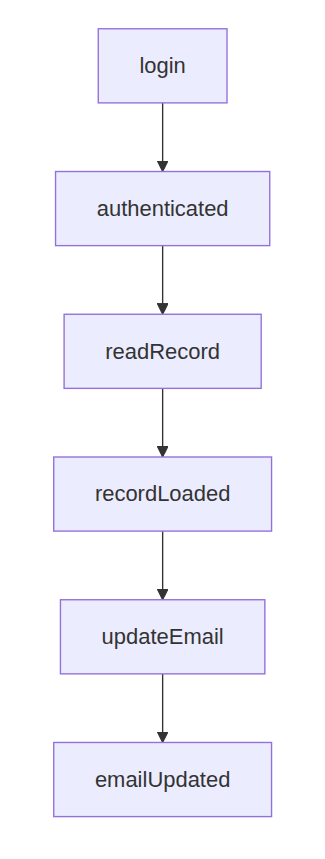 login
authenticated
readRecord
recordLoaded
updateEmail
emailUpdated